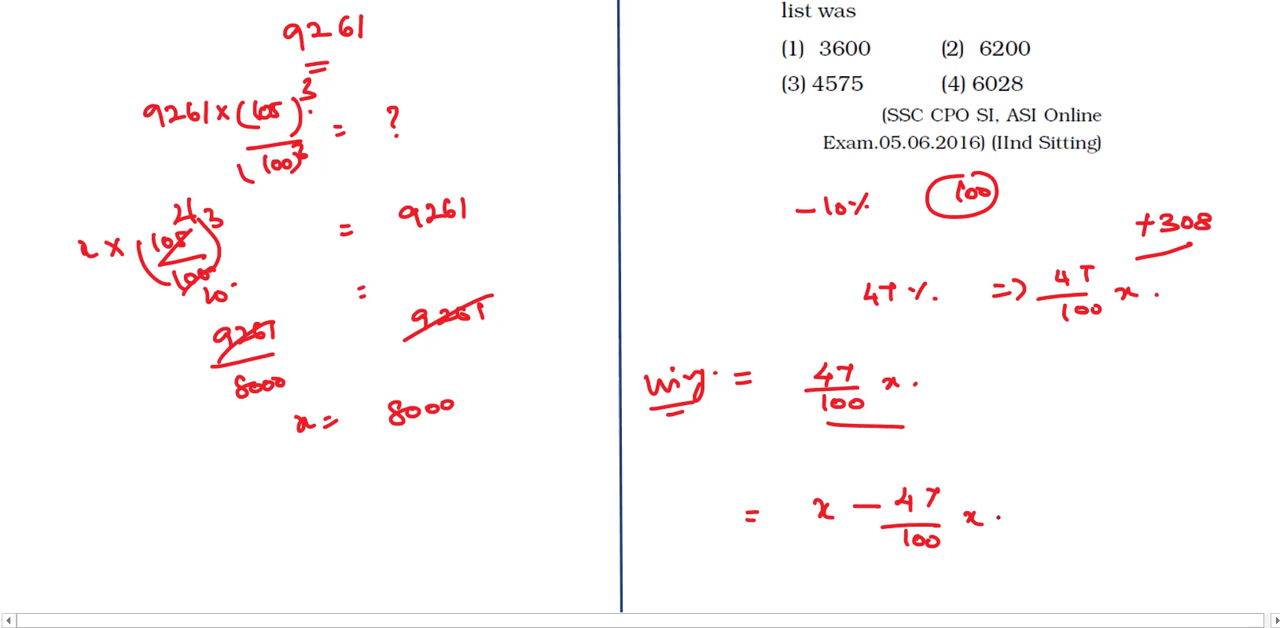 9261
9261 × (105)³ / (100)³ = ?
x × (105/100)³ = 9261
21
20
9261/8000 = 9261
x = 8000
list was
(1) 3600 (2) 6200
(3) 4575 (4) 6028
(SSC CPO SI, ASI Online
Exam.05.06.2016) (IInd Sitting)
-10% 100
+308
47% => 47/100 x.
= 47/100 x.
= x - 47/100 x.